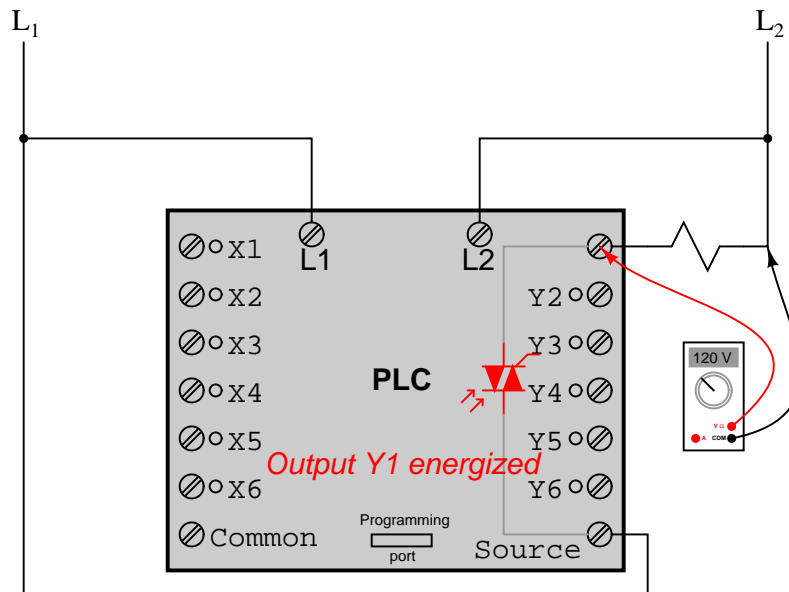 L1
L2
X1
L1
L2
X2
Y2
X3
Y3
120 V
PLC
X4
Y4
V Ω
A
COM
X5
Y5
Output Y1 energized
X6
Y6
Programming
port
Common
Source